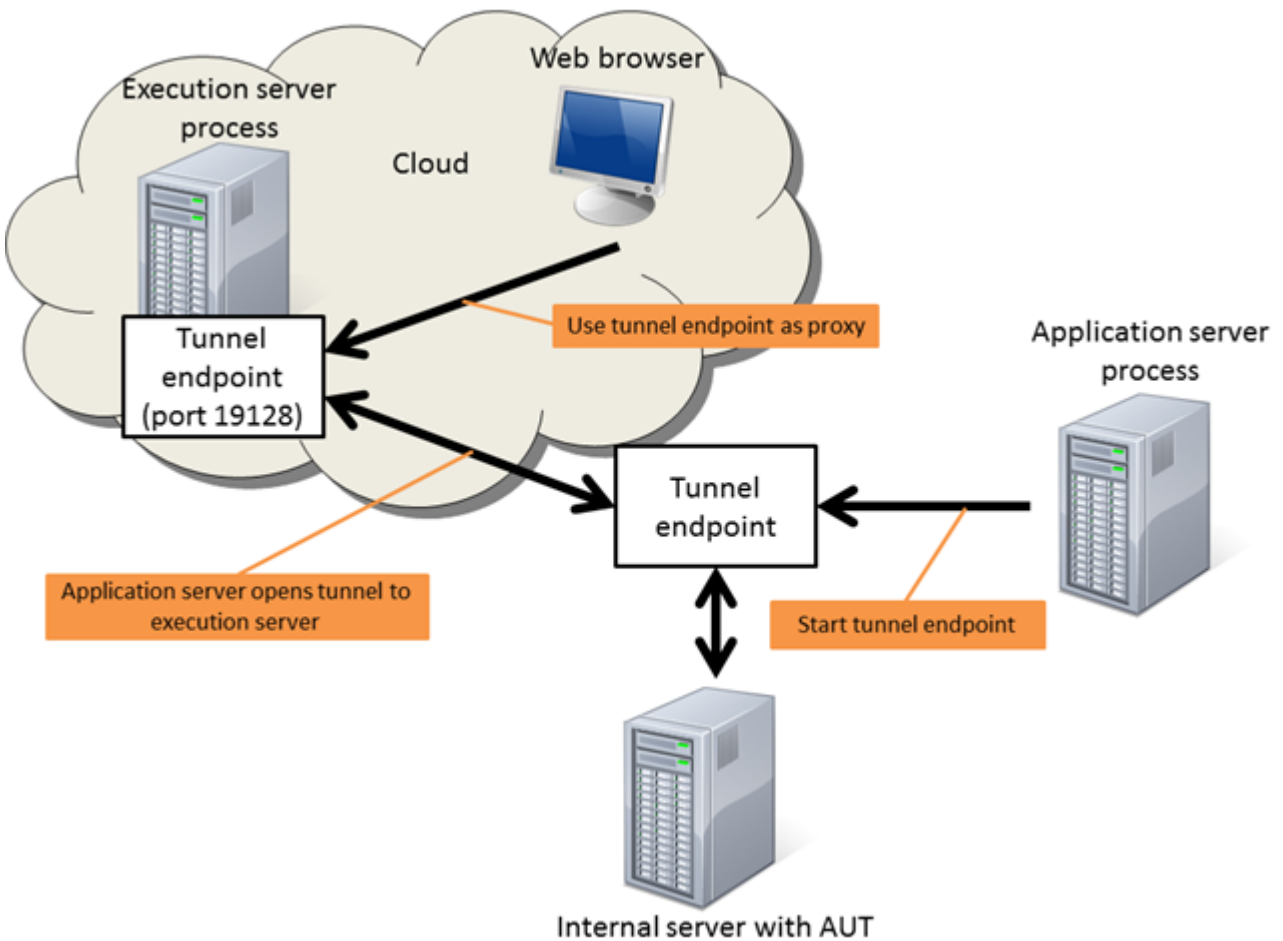 Web browser
Execution server
process
Cloud
Use tunnel endpoint as proxy
Tunnel
endpoint
(port 19128)
Application server
process
Tunnel
endpoint
Application server opens tunnel to
execution server
Start tunnel endpoint
Internal server with AUT